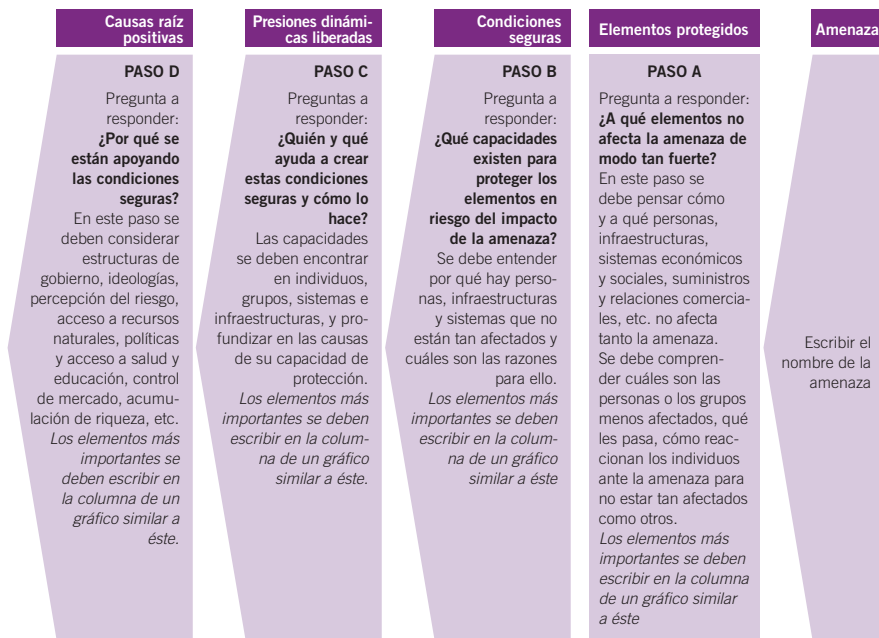 Causas raíz
positivas
PASO D
Pregunta a
responder:
¿Por qué se
están apoyando
las condiciones
seguras?
En este paso se
deben considerar
estructuras de
gobierno, ideologías,
percepción del riesgo,
acceso a recursos
naturales, políticas
y acceso a salud y
educación, control
de mercado, acumu-
lación de riqueza, etc.
Los elementos más
importantes se
deben escribir en
la columna de un
gráfico similar a
éste.
Presiones dinámi-
cas liberadas
PASO C
Preguntas a
responder:
¿Quién y qué
ayuda a crear
estas condiciones
seguras y cómo lo
hace?
Las capacidades
se deben encontrar
en individuos,
grupos, sistemas e
infraestructuras, y pro-
fundizar en las causas
de su capacidad de
protección.
Los elementos más
importantes se deben
escribir en la colum-
na de un gráfico
similar a éste.
Condiciones
seguras
PASO B
Pregunta a
responder:
¿Qué capacidades
existen para
proteger los
elementos en
riesgo del impacto
de la amenaza?
Se debe entender
por qué hay perso-
nas, infraestructuras
y sistemas que no
están tan afectados y
cuáles son las razones
para ello.
Los elementos más
importantes se deben
escribir en la colum-
na de un gráfico
similar a éste
Elementos protegidos
PASO A
Pregunta a responder:
¿A qué elementos no
afecta la amenaza de
modo tan fuerte?
En este paso se
debe pensar cómo
y a qué personas,
infraestructuras,
sistemas económicos
y sociales, suministros
y relaciones comercia-
les, etc. no afecta
tanto la amenaza.
Se debe compren-
der cuáles son las
personas o los grupos
menos afectados, qué
les pasa, cómo reac-
cionan los individuos
ante la amenaza para
no estar tan afectados
como otros.
Los elementos más
importantes se deben
escribir en la columna
de un gráfico similar
a éste
Amenaza
Escribir el
nombre de la
amenaza